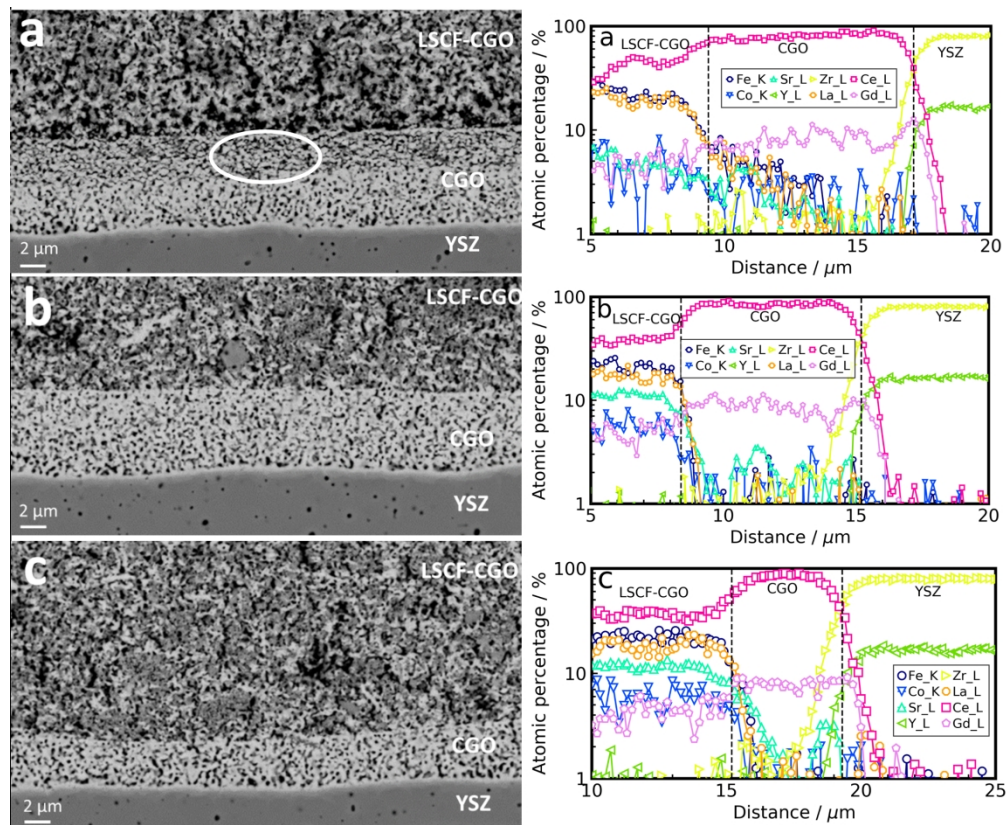 a
LSCF-CGO
CGO
YSZ
2 μm
b
LSCF-CGO
CGO
YSZ
2 μm
c
LSCF-CGO
CGO
YSZ
2 μm
a
LSCF-CGO
CGO
YSZ
Fe_K Sr_L Zr_L Ce_L
Co_K Y_L La_L Gd_L
Atomic percentage / %
100
10
1
5 10 15 20
Distance / μm
b
LSCF-CGO
CGO
YSZ
Fe_K Sr_L Zr_L Ce_L
Co_K Y_L La_L Gd_L
Atomic percentage / %
100
10
1
5 10 15 20
Distance / μm
c
LSCF-CGO
CGO
YSZ
Fe_K Zr_L
Co_K La_L
Sr_L Ce_L
Y_L Gd_L
Atomic percentage / %
100
10
1
10 15 20 25
Distance / μm